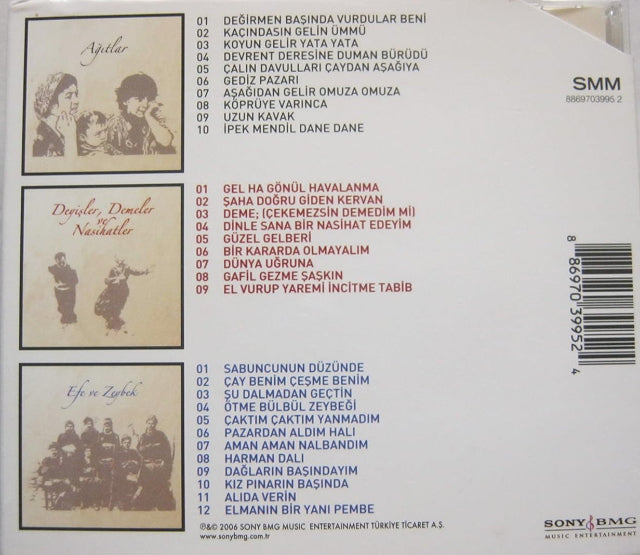 Ağıtlar
01 DEĞİRMEN BAŞINDA VURDULAR BENİ
02 KAÇINDASIN GELİN ÜMMÜ
03 KOYUN GELİR YATA YATA
04 DEVRENT DERESİNE DUMAN BÜRÜDÜ
05 ÇALIN DAVULLARI ÇAYDAN AŞAĞIYA
06 GEDİZ PAZARI
07 AŞAĞIDAN GELİR OMUZA OMUZA
08 KÖPRÜYE VARINCA
09 UZUN KAVAK
10 İPEK MENDİL DANE DANE
SMM
8869703995 2
Deyişler, Demeler
ve
Nasihatler
01 GEL HA GÖNÜL HAVALANMA
02 ŞAHA DOĞRU GİDEN KERVAN
03 DEME; (ÇEKEMEZSİN DEMEDİM Mİ)
04 DİNLE SANA BİR NASİHAT EDEYİM
05 GÜZEL GELBERİ
06 BİR KARARDA OLMAYALIM
07 DÜNYA UĞRUNA
08 GAFİL GEZME ŞAŞKIN
09 EL VURUP YAREMİ İNCİTME TABİB
8 86970 39952 4
Efe ve Zeybek
01 SABUNCUNUN DÜZÜNDE
02 ÇAY BENİM ÇEŞME BENİM
03 ŞU DALMADAN GEÇTİN
04 ÖTME BÜLBÜL ZEYBEĞİ
05 ÇAKTIM ÇAKTIM YANMADIM
06 PAZARDAN ALDIM HALI
07 AMAN AMAN NALBANDIM
08 HARMAN DALI
09 DAĞLARIN BAŞINDAYIM
10 KIZ PINARIN BAŞINDA
11 ALIDA VERİN
12 ELMANIN BİR YANI PEMBE
℗&© 2006 SONY BMG MUSIC ENTERTAINMENT TÜRKİYE TİCARET A.Ş.
www.sonybmg.com.tr
SONY BMG
MUSIC ENTERTAINMENT